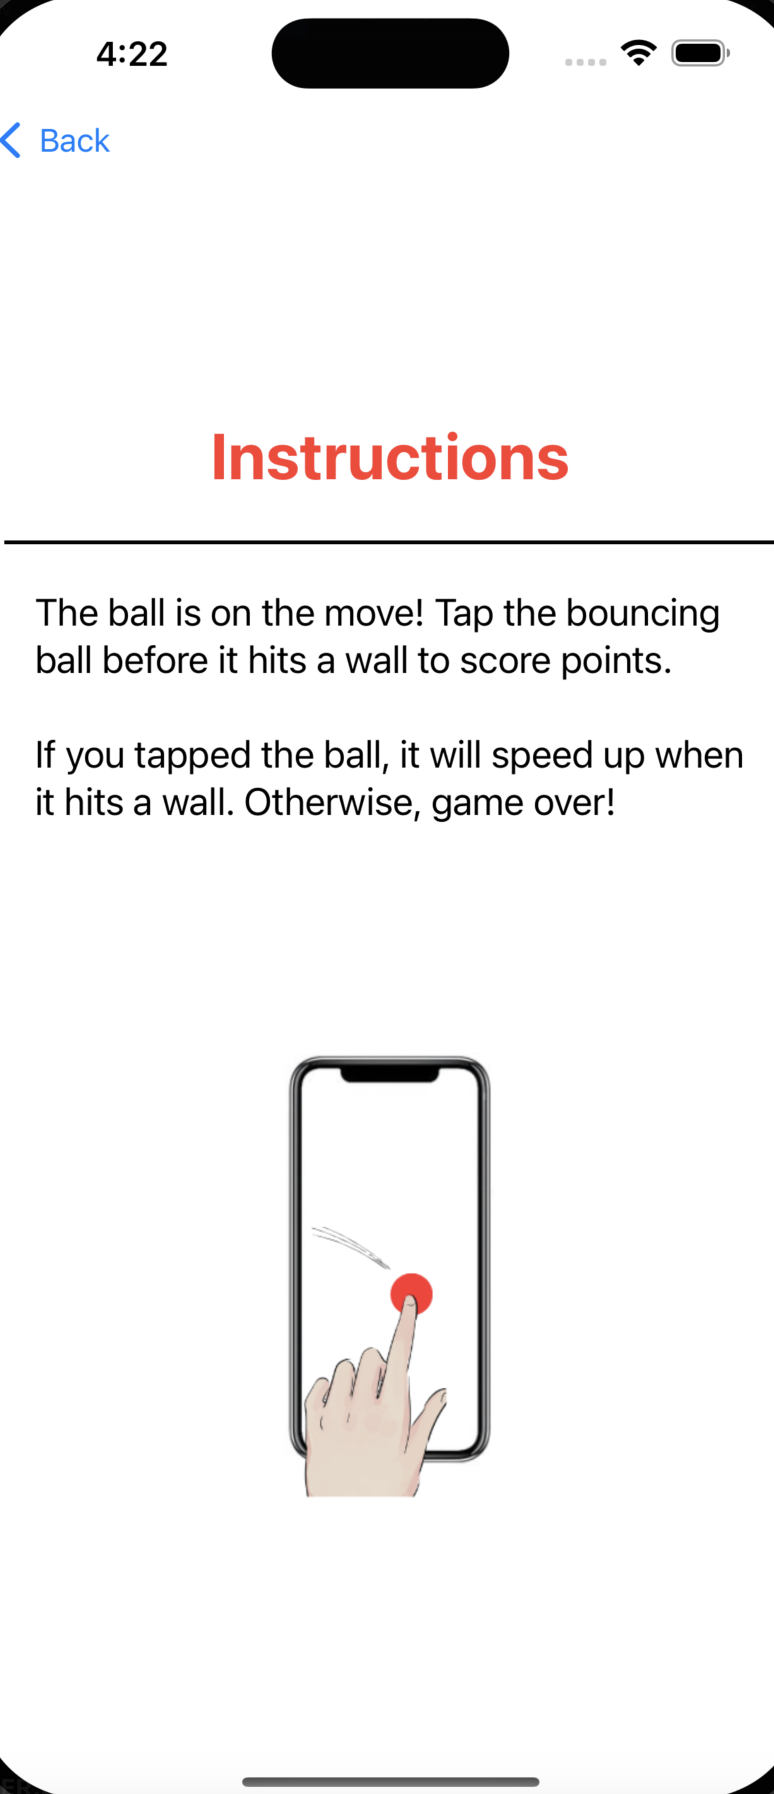 4:22
Back
Instructions
The ball is on the move! Tap the bouncing
ball before it hits a wall to score points.
If you tapped the ball, it will speed up when
it hits a wall. Otherwise, game over!